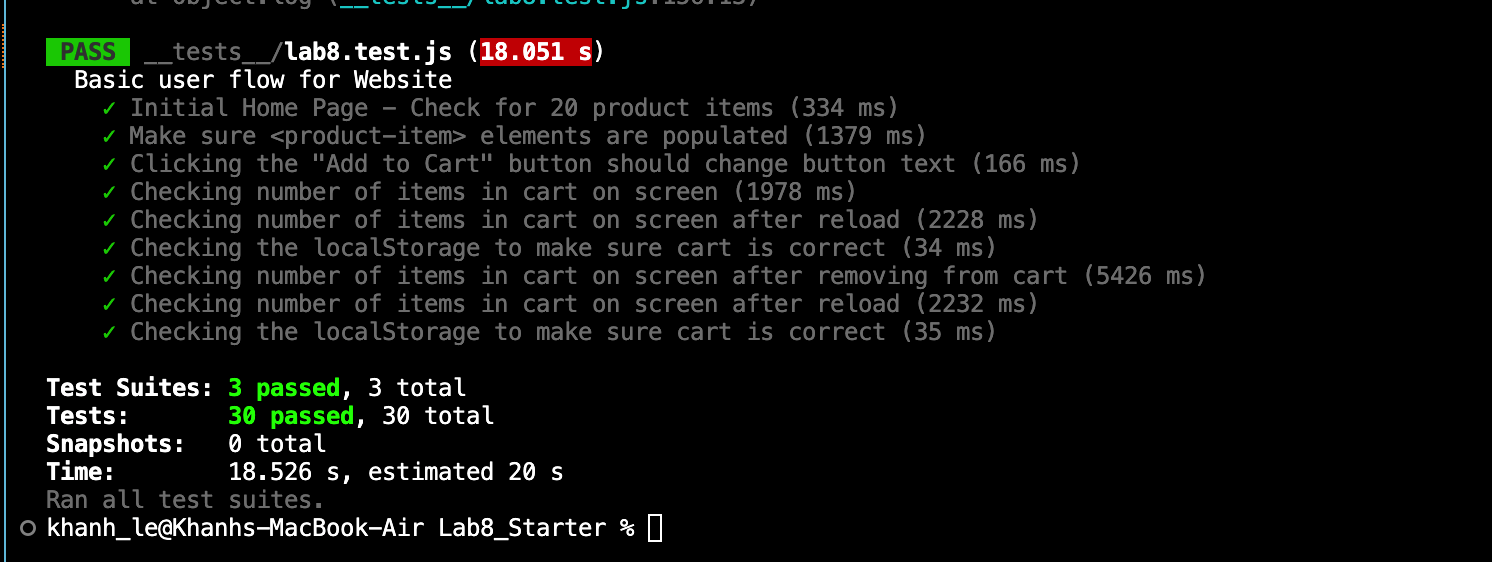 at Object.log (__tests__/lab8.test.js:156:13)
PASS __tests__/lab8.test.js (18.051 s)
Basic user flow for Website
✓ Initial Home Page – Check for 20 product items (334 ms)
✓ Make sure <product-item> elements are populated (1379 ms)
✓ Clicking the "Add to Cart" button should change button text (166 ms)
✓ Checking number of items in cart on screen (1978 ms)
✓ Checking number of items in cart on screen after reload (2228 ms)
✓ Checking the localStorage to make sure cart is correct (34 ms)
✓ Checking number of items in cart on screen after removing from cart (5426 ms)
✓ Checking number of items in cart on screen after reload (2232 ms)
✓ Checking the localStorage to make sure cart is correct (35 ms)
Test Suites: 3 passed, 3 total
Tests: 30 passed, 30 total
Snapshots: 0 total
Time: 18.526 s, estimated 20 s
Ran all test suites.
khanh_le@Khanhs-MacBook-Air Lab8_Starter %